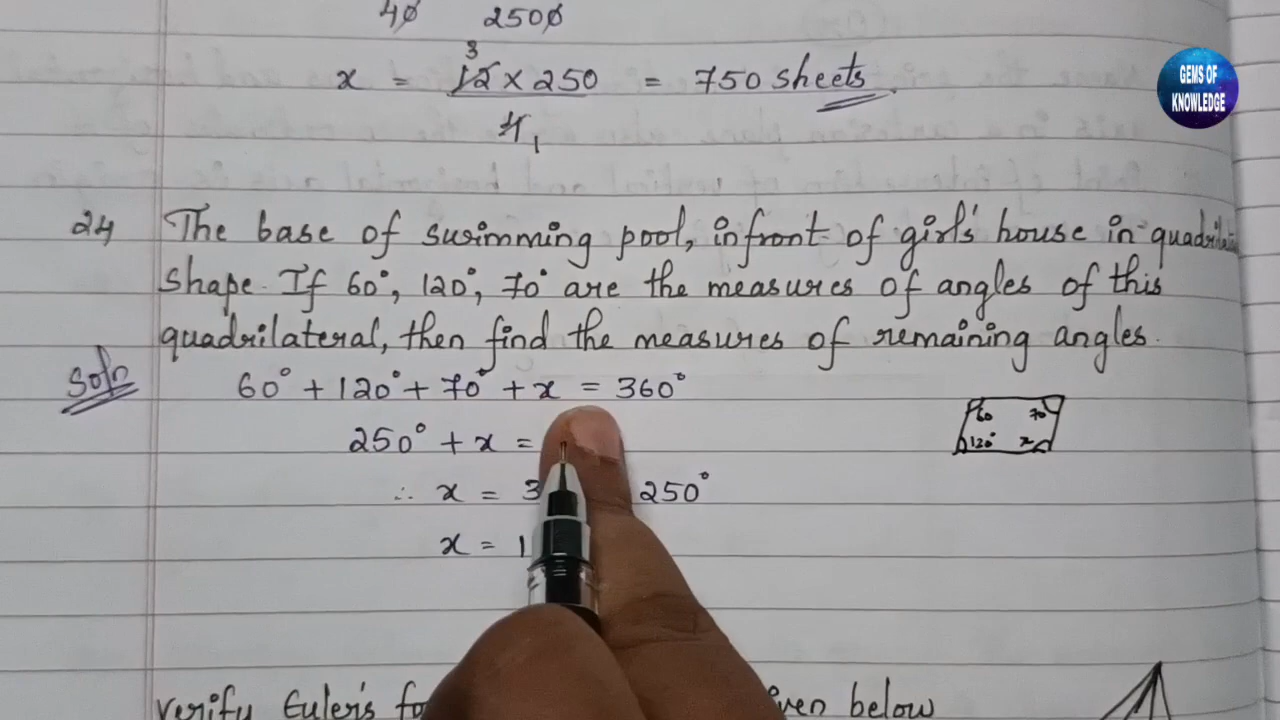 40 2500
x = 12 x 250 = 750 sheets.
3
4 1
GEMS OF
KNOWLEDGE
24 The base of swimming pool, infront of girl's house in quadrilateral
shape. If 60°, 120°, 70° are the measures of angles of this
quadrilateral, then find the measures of remaining angles.
Soln 60° + 120° + 70° + x = 360°
60 70
250° + x =
120° x
∴ x = 3 250°
x = 1
Verify Euler's below